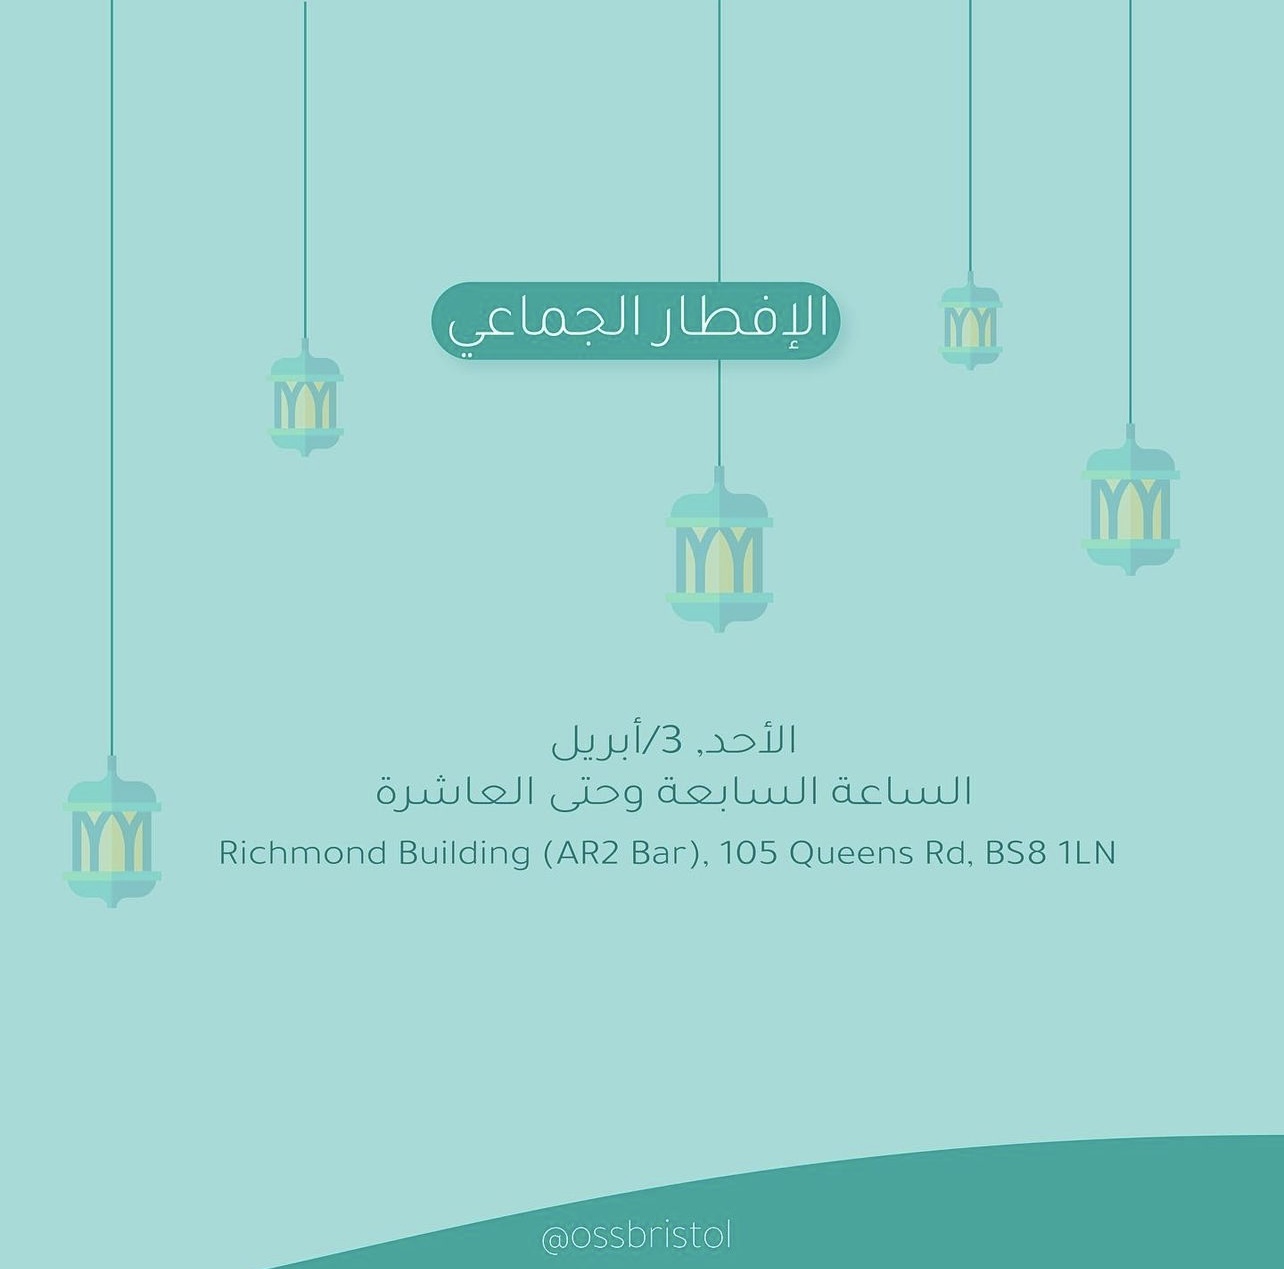 الإفطار الجماعي
الأحد, 3/أبريل
الساعة السابعة وحتى العاشرة
Richmond Building (AR2 Bar), 105 Queens Rd, BS8 1LN
@ossbristol